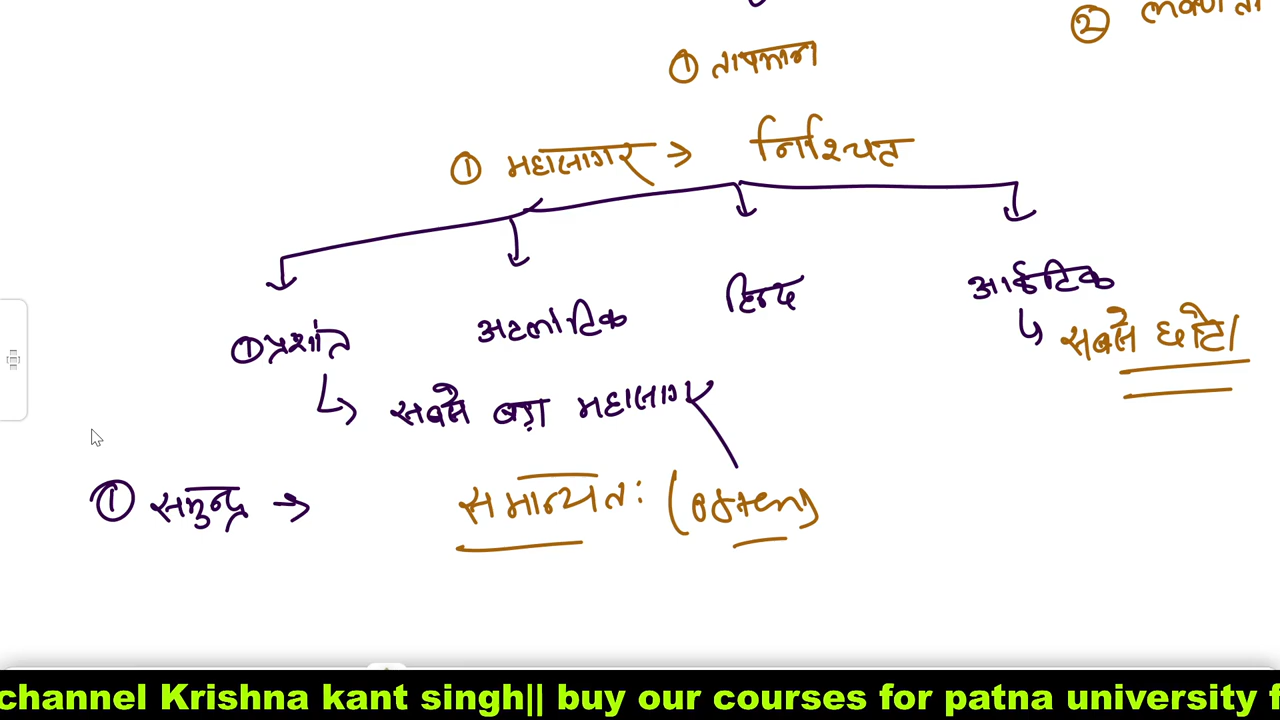 ② लवणता
① तापमान
① महासागर → निश्चित
① प्रशांत अटलांटिक हिन्द आर्कटिक
↳ सबसे छोटा
↳ सबसे बड़ा महासागर
① समुन्द्र → समान्यतः (often)
channel Krishna kant singh|| buy our courses for patna university f